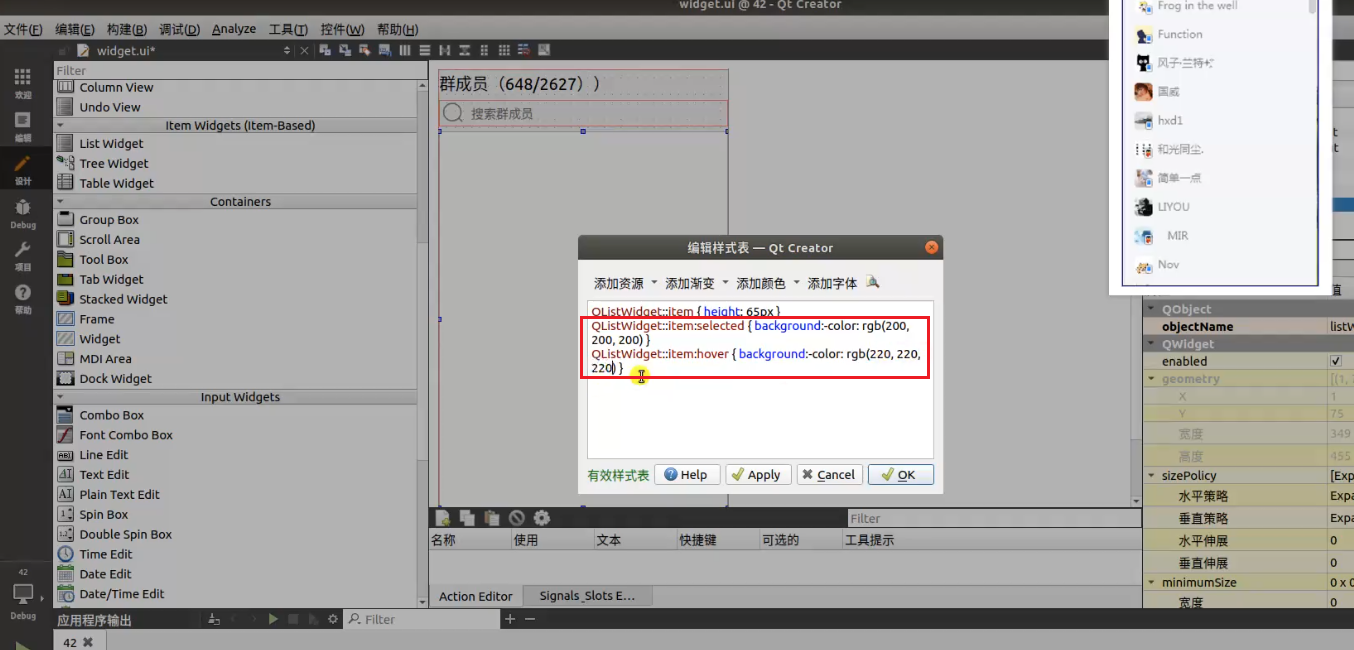 widget.ui @ 42 - Qt Creator
文件(F) 编辑(E) 构建(B) 调试(D) Analyze 工具(T) 控件(W) 帮助(H)
widget.ui*
Filter
Column View
Undo View
Item Widgets (Item-Based)
List Widget
Tree Widget
Table Widget
Containers
Group Box
Scroll Area
Tool Box
Tab Widget
Stacked Widget
Frame
Widget
MDI Area
Dock Widget
Input Widgets
Combo Box
Font Combo Box
Line Edit
Text Edit
Plain Text Edit
Spin Box
Double Spin Box
Time Edit
Date Edit
Date/Time Edit
欢迎
编辑
设计
Debug
项目
帮助
42
Debug
群成员（648/2627））
搜索群成员
编辑样式表 — Qt Creator
添加资源 添加渐变 添加颜色 添加字体
QListWidget::item { height: 65px }
QListWidget::item:selected { background:-color: rgb(200,
200, 200) }
QListWidget::item:hover { background:-color: rgb(220, 220,
220) }
有效样式表 Help Apply Cancel OK
Filter
名称 使用 文本 快捷键 可选的 工具提示
Action Editor Signals_Slots E...
应用程序输出 Filter
42
Frog in the well
Function
国威
hxd1
和光同尘.
简单一点
LIYOU
MIR
Nov
值
QObject
objectName listW
QWidget
enabled
geometry [(1, 
X 1
Y 75
宽度 349
高度 455
sizePolicy [Exp
水平策略 Expa
垂直策略 Expa
水平伸展 0
垂直伸展 0
minimumSize 0 x 0
宽度 0